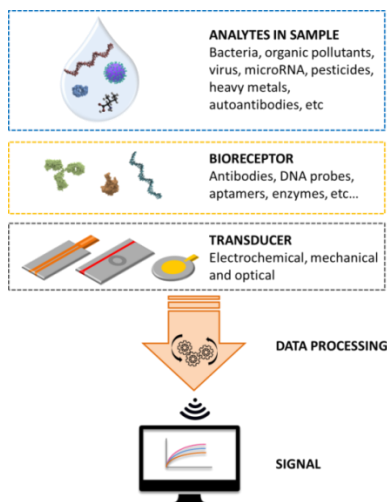 ANALYTES IN SAMPLE
Bacteria, organic pollutants,
virus, microRNA, pesticides,
heavy metals,
autoantibodies, etc
BIORECEPTOR
Antibodies, DNA probes,
aptamers, enzymes, etc...
TRANSDUCER
Electrochemical, mechanical
and optical
DATA PROCESSING
SIGNAL